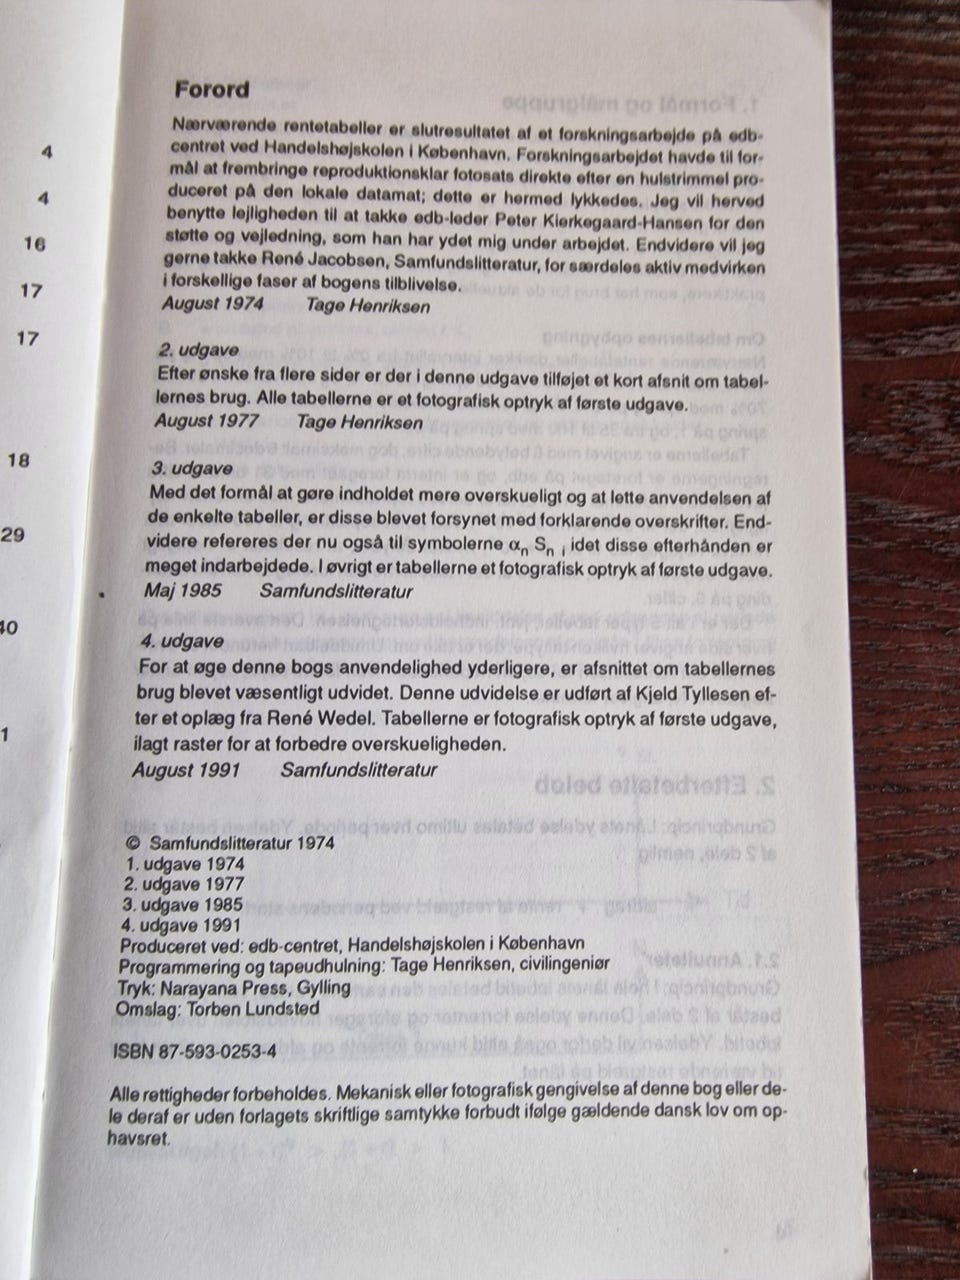 4
4
16
17
17
18
29
40
1
Forord
Nærværende rentetabeller er slutresultatet af et forskningsarbejde på edb-
centret ved Handelshøjskolen i København. Forskningsarbejdet havde til for-
mål at frembringe reproduktionsklar fotosats direkte efter en hulstrimmel pro-
duceret på den lokale datamat; dette er hermed lykkedes. Jeg vil herved
benytte lejligheden til at takke edb-leder Peter Kierkegaard-Hansen for den
støtte og vejledning, som han har ydet mig under arbejdet. Endvidere vil jeg
gerne takke René Jacobsen, Samfundslitteratur, for særdeles aktiv medvirken
i forskellige faser af bogens tilblivelse.
August 1974 Tage Henriksen
2. udgave
Efter ønske fra flere sider er der i denne udgave tilføjet et kort afsnit om tabel-
lernes brug. Alle tabellerne er et fotografisk optryk af første udgave.
August 1977 Tage Henriksen
3. udgave
Med det formål at gøre indholdet mere overskueligt og at lette anvendelsen af
de enkelte tabeller, er disse blevet forsynet med forklarende overskrifter. End-
videre refereres der nu også til symbolerne αn Sn i idet disse efterhånden er
meget indarbejdede. I øvrigt er tabellerne et fotografisk optryk af første udgave.
Maj 1985 Samfundslitteratur
4. udgave
For at øge denne bogs anvendelighed yderligere, er afsnittet om tabellernes
brug blevet væsentligt udvidet. Denne udvidelse er udført af Kjeld Tyllesen ef-
ter et oplæg fra René Wedel. Tabellerne er fotografisk optryk af første udgave,
ilagt raster for at forbedre overskueligheden.
August 1991 Samfundslitteratur
© Samfundslitteratur 1974
1. udgave 1974
2. udgave 1977
3. udgave 1985
4. udgave 1991
Produceret ved: edb-centret, Handelshøjskolen i København
Programmering og tapeudhulning: Tage Henriksen, civilingeniør
Tryk: Narayana Press, Gylling
Omslag: Torben Lundsted
ISBN 87-593-0253-4
Alle rettigheder forbeholdes. Mekanisk eller fotografisk gengivelse af denne bog eller de-
le deraf er uden forlagets skriftlige samtykke forbudt ifølge gældende dansk lov om op-
havsret.